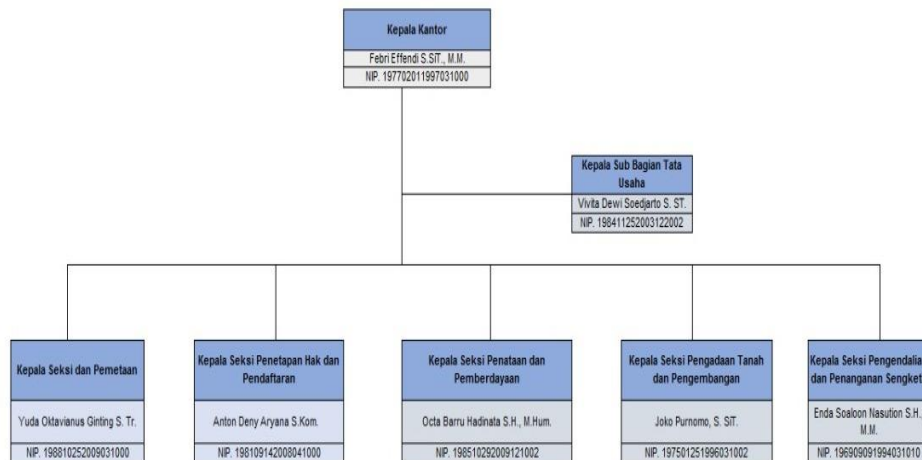 Kepala Kantor
Febri Effendi S.SiT., M.M.
NIP. 197702011997031000
Kepala Sub Bagian Tata
Usaha
Vivita Dewi Soedjarto S. ST.
NIP. 198411252003122002
Kepala Seksi dan Pemetaan
Yuda Oktavianus Ginting S. Tr.
NIP. 198810252009031000
Kepala Seksi Penetapan Hak dan
Pendaftaran
Anton Deny Aryana S.Kom.
NIP. 198109142008041000
Kepala Seksi Penataan dan
Pemberdayaan
Octa Barru Hadinata S.H., M.Hum.
NIP. 198510292009121002
Kepala Seksi Pengadaan Tanah
dan Pengembangan
Joko Purnomo, S. SiT.
NIP. 197501251996031002
Kepala Seksi Pengendalia
dan Penanganan Sengket
Enda Soaloon Nasution S.H.
M.M.
NIP. 196909091994031010